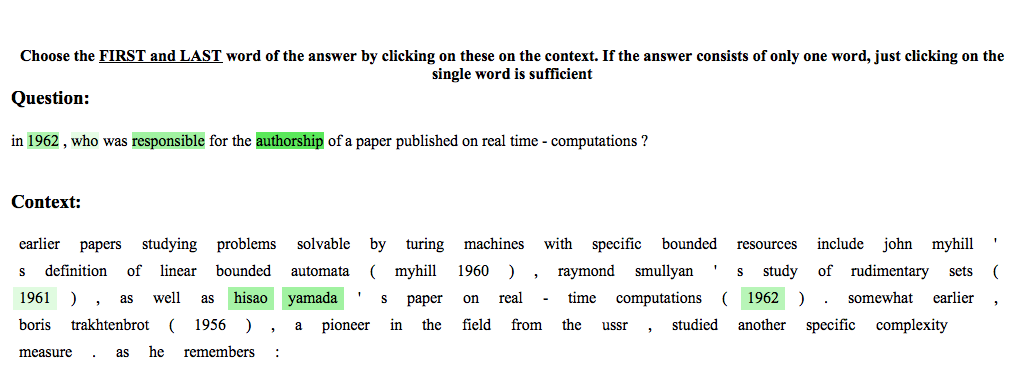 Choose the FIRST and LAST word of the answer by clicking on these on the context. If the answer consists of only one word, just clicking on the
single word is sufficient
Question:
in 1962 , who was responsible for the authorship of a paper published on real time - computations ?
Context:
earlier papers studying problems solvable by turing machines with specific bounded resources include john myhill '
s definition of linear bounded automata ( myhill 1960 ) , raymond smullyan ' s study of rudimentary sets (
1961 ) , as well as hisao yamada ' s paper on real - time computations ( 1962 ) . somewhat earlier ,
boris trakhtenbrot ( 1956 ) , a pioneer in the field from the ussr , studied another specific complexity
measure . as he remembers :